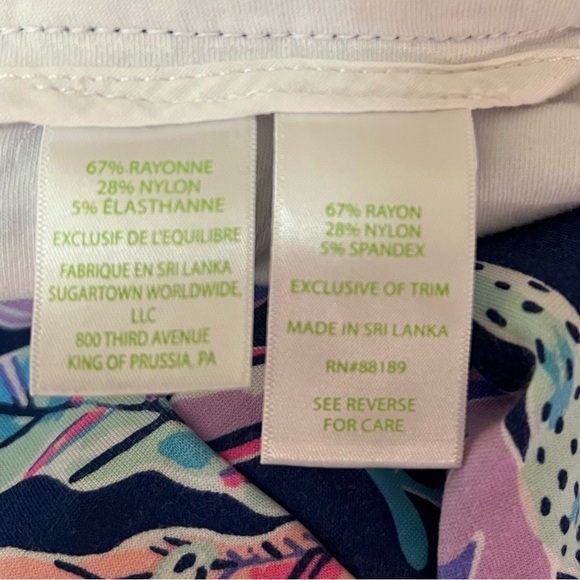 67% RAYONNE
28% NYLON
5% ÉLASTHANNE
EXCLUSIF DE L'EQUILIBRE
FABRIQUE EN SRI LANKA
SUGARTOWN WORLDWIDE,
LLC
800 THIRD AVENUE
KING OF PRUSSIA, PA
67% RAYON
28% NYLON
5% SPANDEX
EXCLUSIVE OF TRIM
MADE IN SRI LANKA
RN#88189
SEE REVERSE
FOR CARE